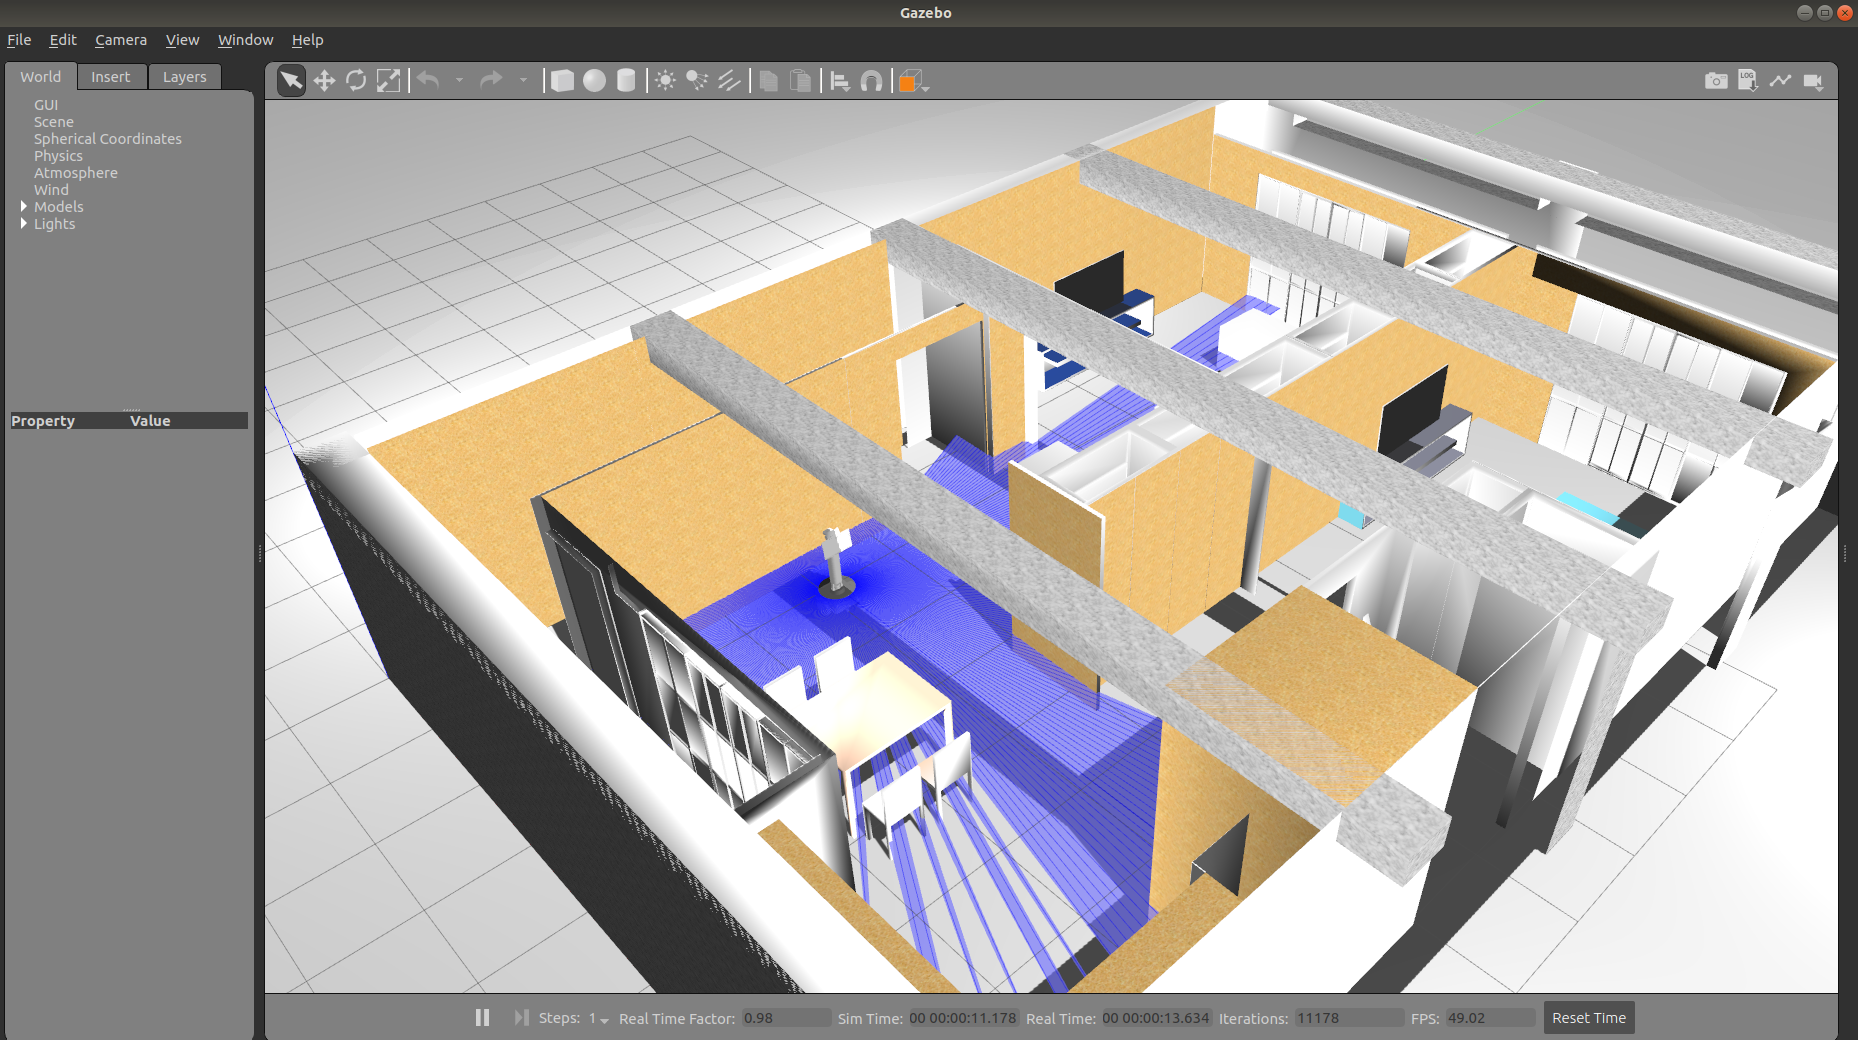 Gazebo
File Edit Camera View Window Help
World Insert Layers
GUI
Scene
Spherical Coordinates
Physics
Atmosphere
Wind
Models
Lights
Property Value
LOG
Steps: 1 Real Time Factor: 0.98 Sim Time: 00 00:00:11.178 Real Time: 00 00:00:13.634 Iterations: 11178 FPS: 49.02 Reset Time